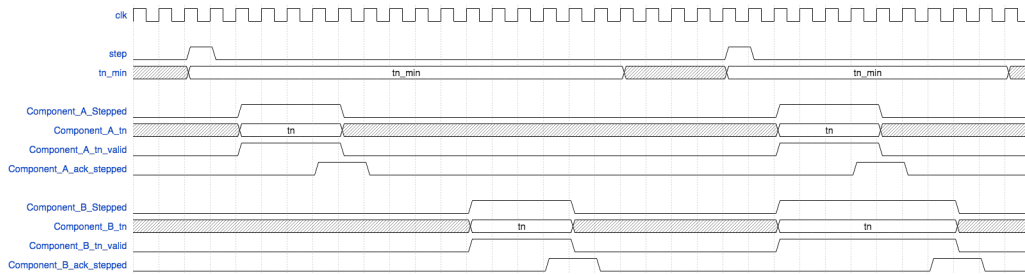 clk
step
tn_min tn_min tn_min
Component_A_Stepped
Component_A_tn tn tn
Component_A_tn_valid
Component_A_ack_stepped
Component_B_Stepped
Component_B_tn tn tn
Component_B_tn_valid
Component_B_ack_stepped